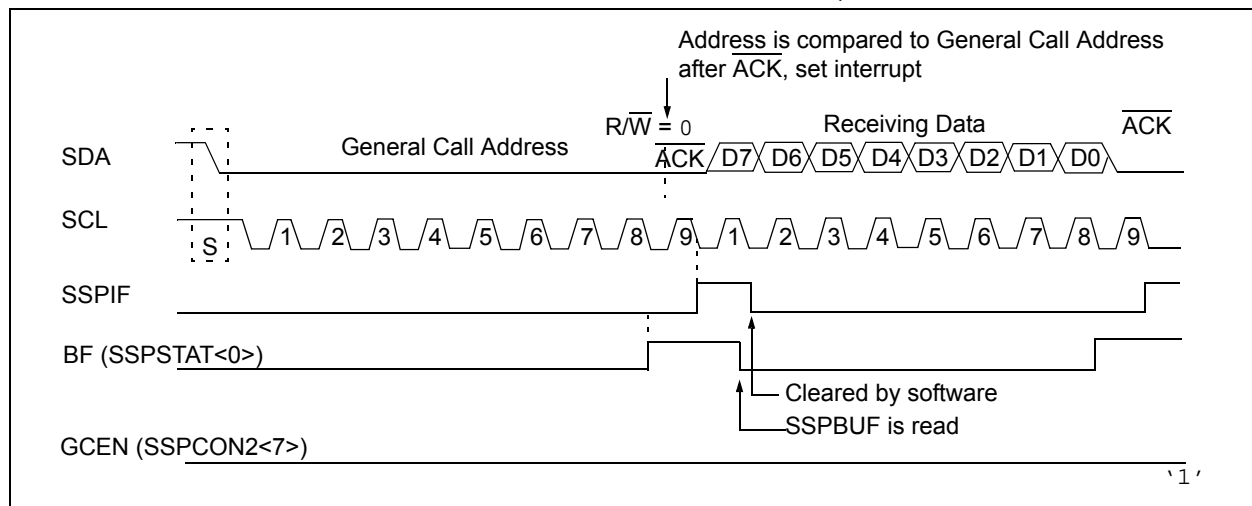 Address is compared to General Call Address
after ACK, set interrupt
R/W = 0
Receiving Data
ACK
SDA
General Call Address
ACK
D7
D6
D5
D4
D3
D2
D1
D0
SCL
S
1
2
3
4
5
6
7
8
9
1
2
3
4
5
6
7
8
9
SSPIF
BF (SSPSTAT<0>)
Cleared by software
SSPBUF is read
GCEN (SSPCON2<7>)
‘1’